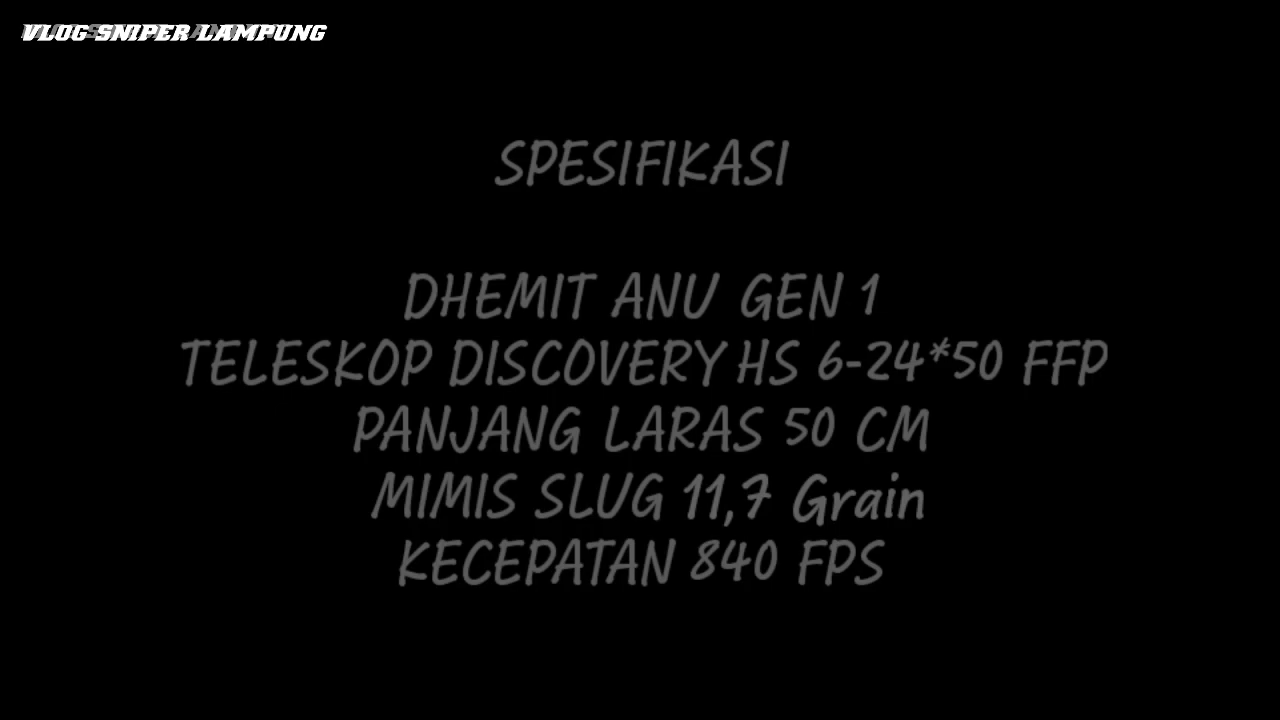 VLOG SNIPER LAMPUNG
SPESIFIKASI
DHEMIT ANU GEN 1
TELESKOP DISCOVERY HS 6-24*50 FFP
PANJANG LARAS 50 CM
MIMIS SLUG 11,7 Grain
KECEPATAN 840 FPS